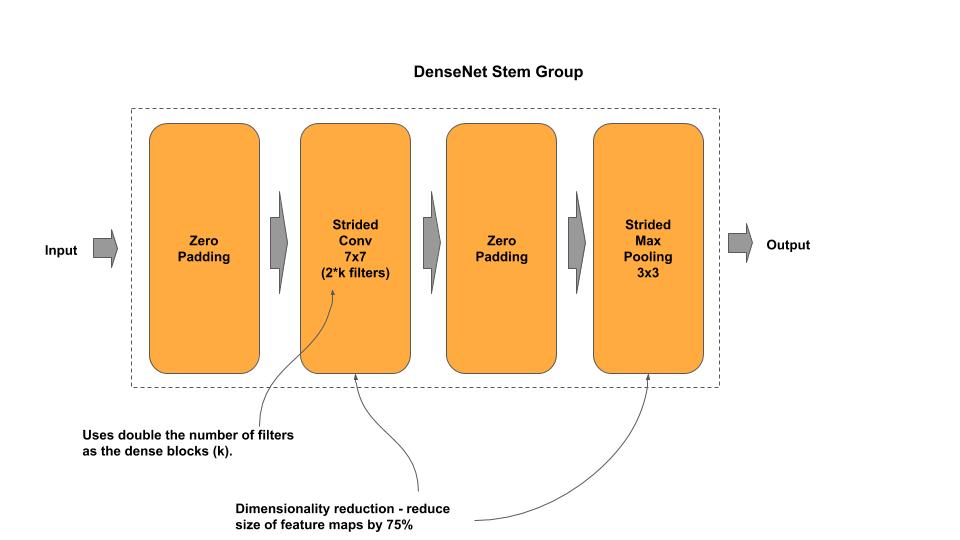 DenseNet Stem Group
Input
Zero
Padding
Strided
Conv
7x7
(2*k filters)
Zero
Padding
Strided
Max
Pooling
3x3
Output
Uses double the number of filters
as the dense blocks (k).
Dimensionality reduction - reduce
size of feature maps by 75%